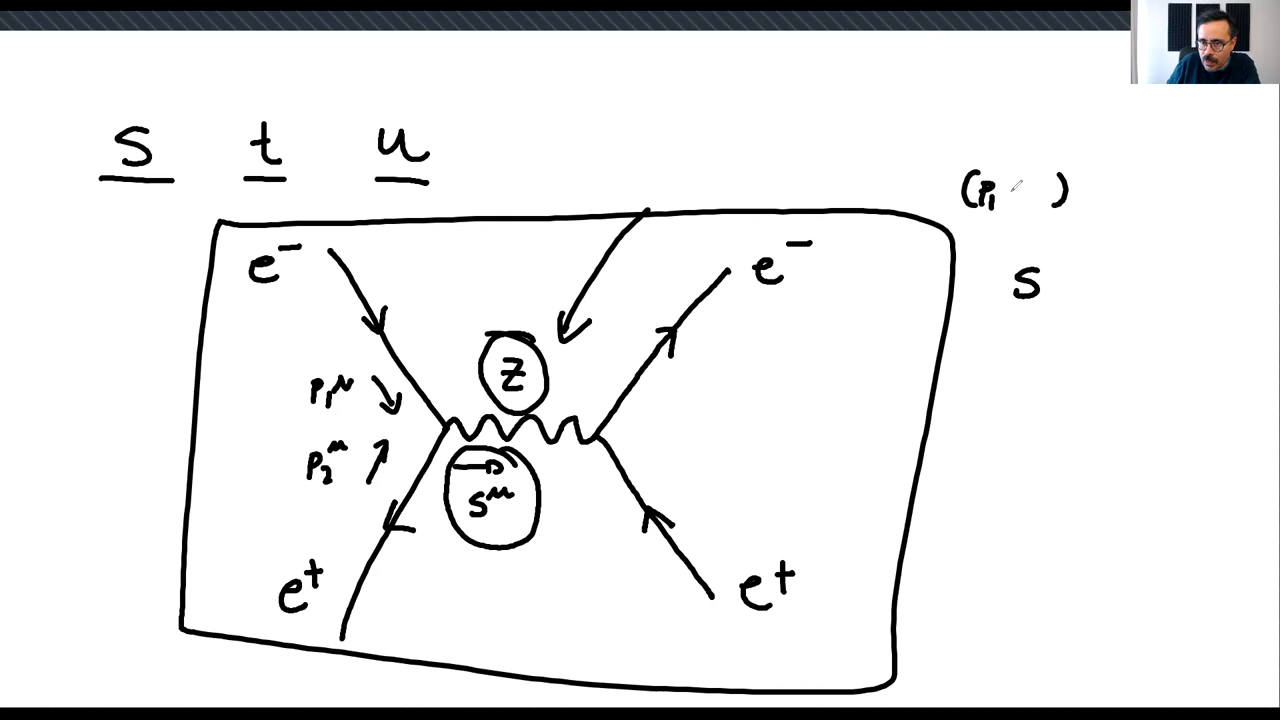 s t u
(p₁ )
e⁻ e⁻
s
Z
p₁^μ
p₂^μ
s^μ
e⁺ e⁺